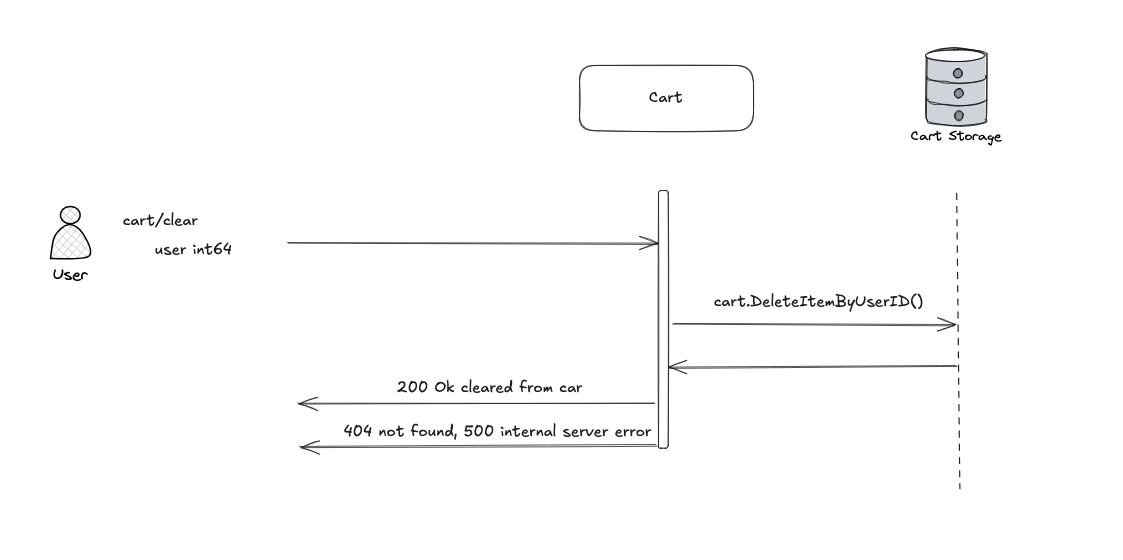 Cart
Cart Storage
cart/clear
user int64
User
cart.DeleteItemByUserID()
200 Ok cleared from car
404 not found, 500 internal server error